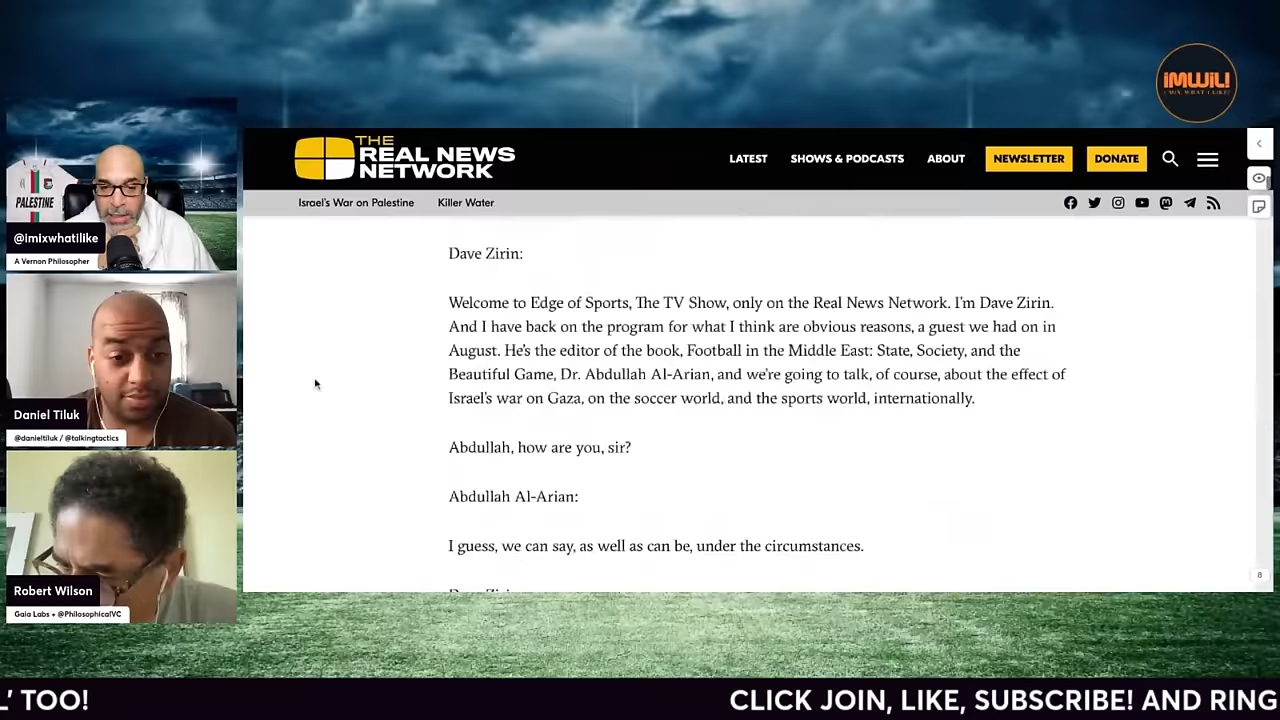 iMWiL!
I MIX WHAT I LIKE!
PALESTINE
@imixwhatilike
A Vernon Philosopher
Daniel Tiluk
@danieltiluk / @talkingtactics
Robert Wilson
Gaia Labs + @PhilosophicalVC
THE
REAL NEWS
NETWORK
LATEST
SHOWS & PODCASTS
ABOUT
NEWSLETTER
DONATE
Israel's War on Palestine
Killer Water
Dave Zirin:
Welcome to Edge of Sports, The TV Show, only on the Real News Network. I'm Dave Zirin.
And I have back on the program for what I think are obvious reasons, a guest we had on in
August. He's the editor of the book, Football in the Middle East: State, Society, and the
Beautiful Game, Dr. Abdullah Al-Arian, and we're going to talk, of course, about the effect of
Israel's war on Gaza, on the soccer world, and the sports world, internationally.
Abdullah, how are you, sir?
Abdullah Al-Arian:
I guess, we can say, as well as can be, under the circumstances.
8
L' TOO!
CLICK JOIN, LIKE, SUBSCRIBE! AND RING